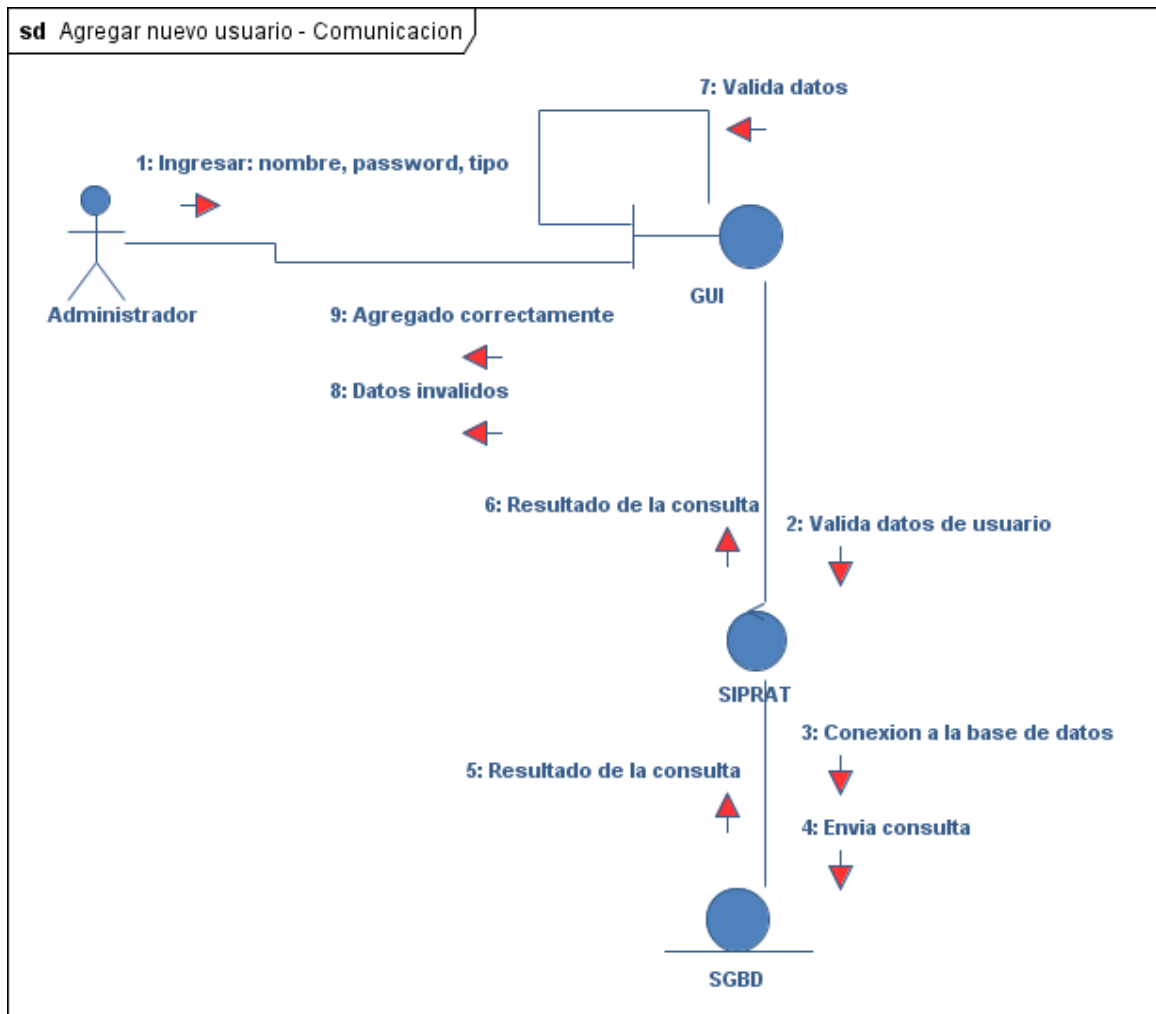 sd Agregar nuevo usuario - Comunicacion
7: Valida datos
1: Ingresar: nombre, password, tipo
GUI
Administrador
9: Agregado correctamente
8: Datos invalidos
6: Resultado de la consulta
2: Valida datos de usuario
SIPRAT
3: Conexion a la base de datos
5: Resultado de la consulta
4: Envia consulta
SGBD